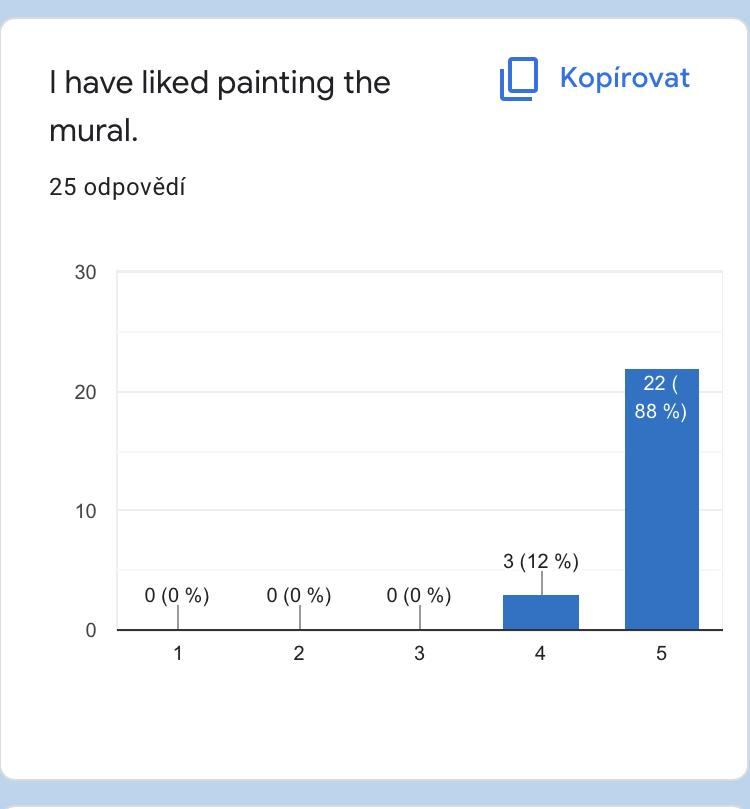 I have liked painting the
mural.
Kopírovat
25 odpovědí
30
20
10
0
0 (0 %)
0 (0 %)
0 (0 %)
3 (12 %)
22 (
88 %)
1
2
3
4
5